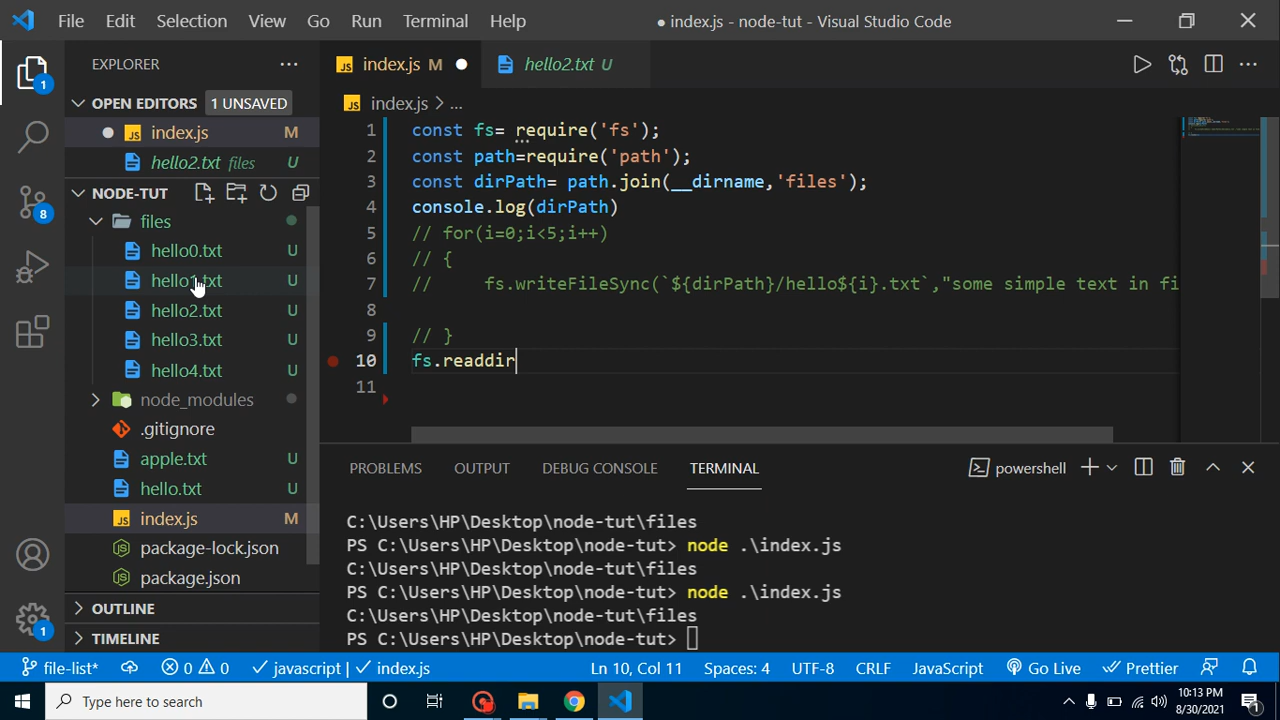 File Edit Selection View Go Run Terminal Help ● index.js - node-tut - Visual Studio Code
EXPLORER
OPEN EDITORS 1 UNSAVED
index.js M
hello2.txt files U
NODE-TUT
files
hello0.txt U
hello1.txt U
hello2.txt U
hello3.txt U
hello4.txt U
node_modules
.gitignore
apple.txt U
hello.txt U
index.js M
package-lock.json
package.json
OUTLINE
TIMELINE
JS index.js M hello2.txt U
JS index.js > ...
1 const fs= require('fs');
2 const path=require('path');
3 const dirPath= path.join(__dirname,'files');
4 console.log(dirPath)
5 // for(i=0;i<5;i++)
6 // {
7 //     fs.writeFileSync(`${dirPath}/hello${i}.txt`,"some simple text in fi
8
9 // }
10 fs.readdir
11
PROBLEMS OUTPUT DEBUG CONSOLE TERMINAL powershell
C:\Users\HP\Desktop\node-tut\files
PS C:\Users\HP\Desktop\node-tut> node .\index.js
C:\Users\HP\Desktop\node-tut\files
PS C:\Users\HP\Desktop\node-tut> node .\index.js
C:\Users\HP\Desktop\node-tut\files
PS C:\Users\HP\Desktop\node-tut>
file-list* 0 0 javascript | index.js Ln 10, Col 11 Spaces: 4 UTF-8 CRLF JavaScript Go Live Prettier
Type here to search
10:13 PM
8/30/2021
1
8
1
1